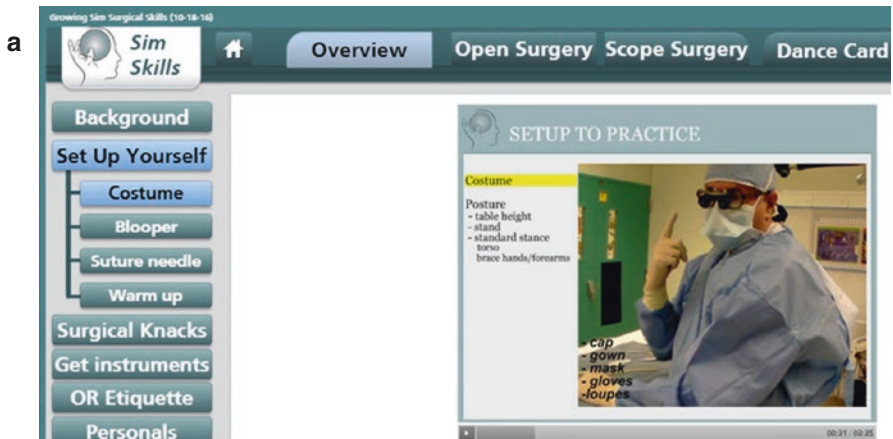 Growing Sim Surgical Skills (10-18-16)
a
Sim
Skills
Overview
Open Surgery
Scope Surgery
Dance Card
Background
Set Up Yourself
Costume
Blooper
Suture needle
Warm up
Surgical Knacks
Get instruments
OR Etiquette
Personals
SETUP TO PRACTICE
Costume
Posture
- table height
- stand
- standard stance
torso
brace hands/forearms
- cap
- gown
- mask
- gloves
-loupes
00:31 / 03:35